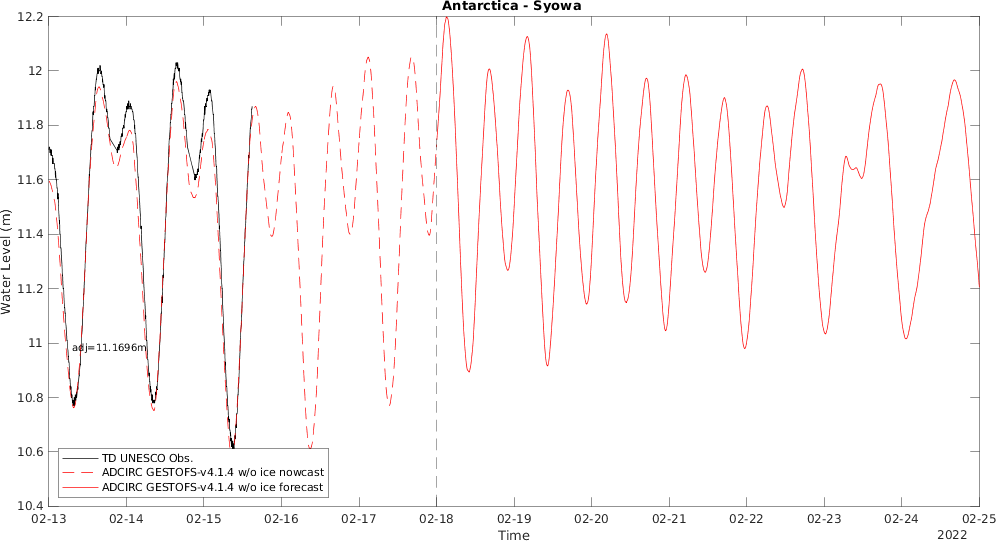 Antarctica - Syowa
12.2
12
11.8
11.6
11.4
11.2
11
10.8
10.6
10.4
Water Level (m)
adj=11.1696m
TD UNESCO Obs.
ADCIRC GESTOFS-v4.1.4 w/o ice nowcast
ADCIRC GESTOFS-v4.1.4 w/o ice forecast
02-13 02-14 02-15 02-16 02-17 02-18 02-19 02-20 02-21 02-22 02-23 02-24 02-25
Time
2022